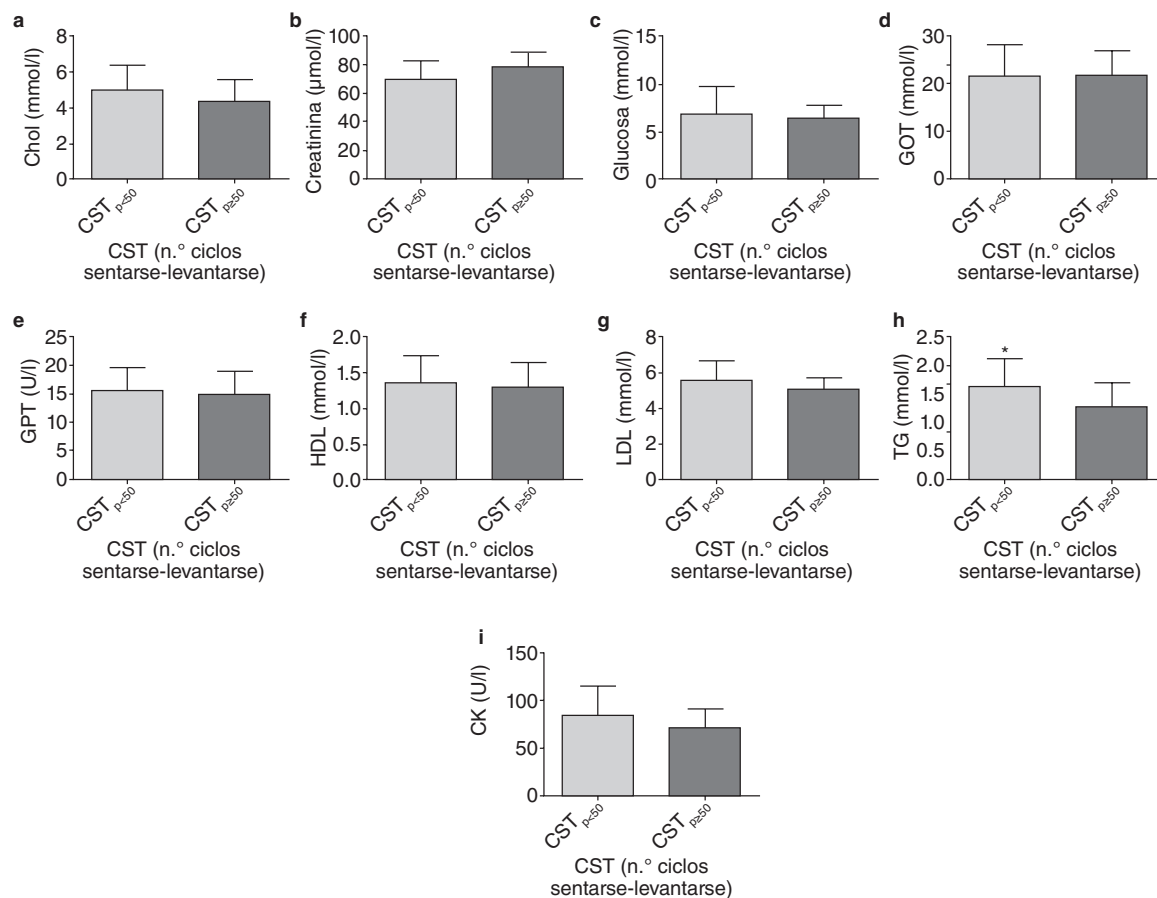 a
Chol (mmol/l)
8
6
4
2
0
CST p<50
CST p≥50
CST (n.° ciclos
sentarse-levantarse)
b
Creatinina (μmol/l)
100
80
60
40
20
0
CST p<50
CST p≥50
CST (n.° ciclos
sentarse-levantarse)
c
Glucosa (mmol/l)
15
10
5
0
CST p<50
CST p≥50
CST (n.° ciclos
sentarse-levantarse)
d
GOT (mmol/l)
30
20
10
0
CST p<50
CST p≥50
CST (n.° ciclos
sentarse-levantarse)
e
GPT (U/l)
25
20
15
10
5
0
CST p<50
CST p≥50
CST (n.° ciclos
sentarse-levantarse)
f
HDL (mmol/l)
2.0
1.5
1.0
0.5
0.0
CST p<50
CST p≥50
CST (n.° ciclos
sentarse-levantarse)
g
LDL (mmol/l)
8
6
4
2
0
CST p<50
CST p≥50
CST (n.° ciclos
sentarse-levantarse)
h
TG (mmol/l)
2.5
2.0
1.5
1.0
0.5
0.0
*
CST p<50
CST p≥50
CST (n.° ciclos
sentarse-levantarse)
i
CK (U/l)
150
100
50
0
CST p<50
CST p≥50
CST (n.° ciclos
sentarse-levantarse)